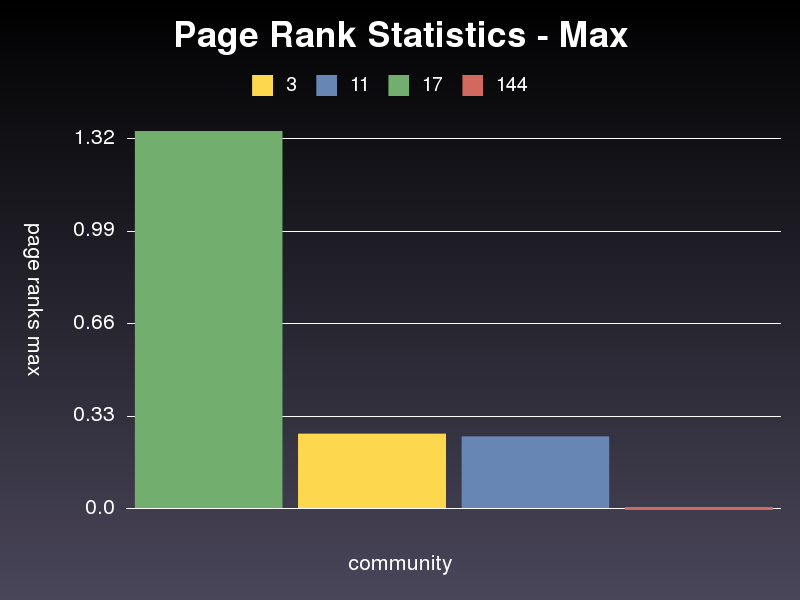 Page Rank Statistics - Max
3 11 17 144
1.32
0.99
0.66
0.33
0.0
page ranks max
community